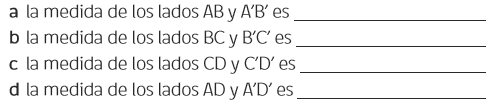 a la medida de los lados AB y A’B’ es
b la medida de los lados BC y B’C’ es
c la medida de los lados CD y C’D’ es
d la medida de los lados AD y A’D’ es